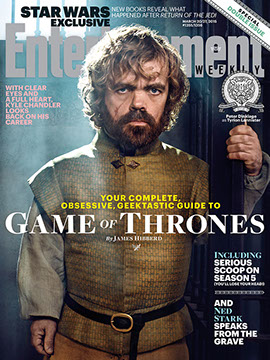 STAR WARS
EXCLUSIVE
NEW BOOKS REVEAL WHAT
HAPPENED AFTER RETURN OF THE JEDI!
SPECIAL
DOUBLE ISSUE
Entertainment
WEEKLY
WITH CLEAR
EYES AND
A FULL HEART,
KYLE CHANDLER
LOOKS
BACK ON HIS
CAREER
Peter Dinklage
as Tyrion Lannister
YOUR COMPLETE,
OBSESSIVE, GEEKTASTIC GUIDE TO
GAME OF THRONES
By JAMES HIBBERD
INCLUDING
SERIOUS
SCOOP ON
SEASON 5
(YOU'LL LOSE YOUR HEAD!)
AND
NED
STARK
SPEAKS
FROM THE
GRAVE